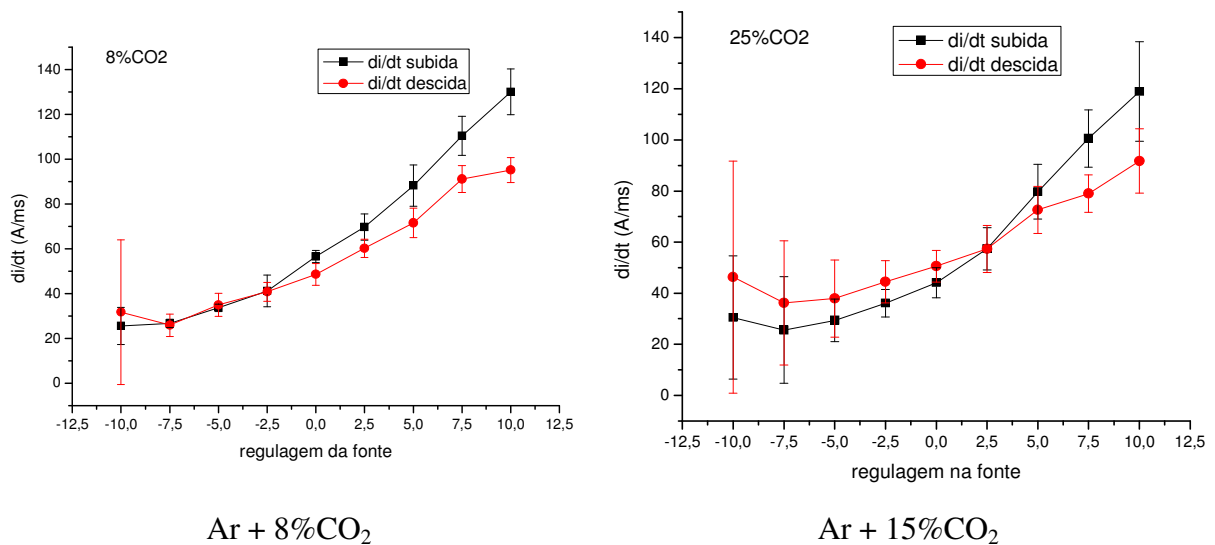 8%CO2
di/dt subida
di/dt descida
di/dt (A/ms)
140
120
100
80
60
40
20
0
-12,5 -10,0 -7,5 -5,0 -2,5 0,0 2,5 5,0 7,5 10,0 12,5
regulagem da fonte
Ar + 8%CO₂
25%CO2
di/dt subida
di/dt descida
di/dt (A/ms)
140
120
100
80
60
40
20
0
-12,5 -10,0 -7,5 -5,0 -2,5 0,0 2,5 5,0 7,5 10,0 12,5
regulagem na fonte
Ar + 15%CO₂